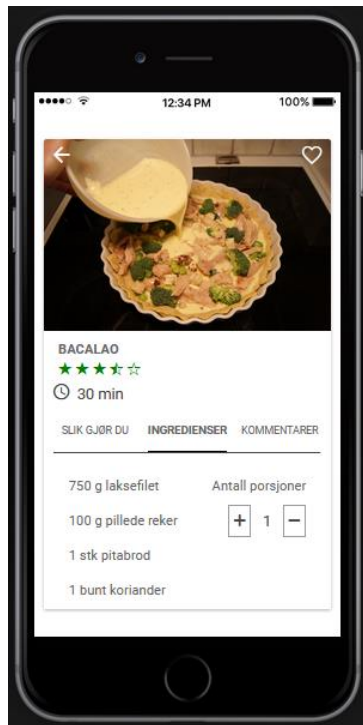 12:34 PM 100%
BACALAO
30 min
SLIK GJØR DU INGREDIENSER KOMMENTARER
750 g laksefilet Antall porsjoner
100 g pillede reker + 1 −
1 stk pitabrod
1 bunt koriander